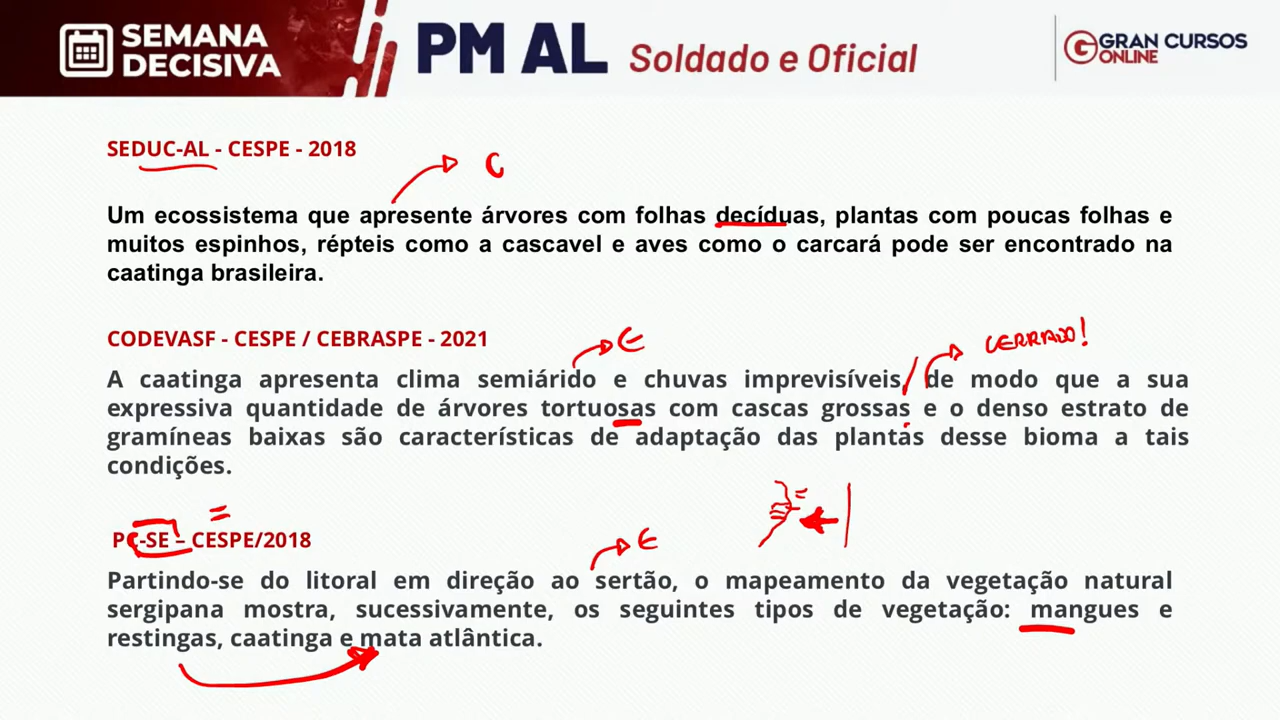 SEMANA
DECISIVA
PM AL Soldado e Oficial
GRAN CURSOS
ONLINE
SEDUC-AL - CESPE - 2018
C
Um ecossistema que apresente árvores com folhas decíduas, plantas com poucas folhas e
muitos espinhos, répteis como a cascavel e aves como o carcará pode ser encontrado na
caatinga brasileira.
CODEVASF - CESPE / CEBRASPE - 2021
E
CERRADO!
A caatinga apresenta clima semiárido e chuvas imprevisíveis, de modo que a sua
expressiva quantidade de árvores tortuosas com cascas grossas e o denso estrato de
gramíneas baixas são características de adaptação das plantas desse bioma a tais
condições.
PC-SE – CESPE/2018
E
Partindo-se do litoral em direção ao sertão, o mapeamento da vegetação natural
sergipana mostra, sucessivamente, os seguintes tipos de vegetação: mangues e
restingas, caatinga e mata atlântica.